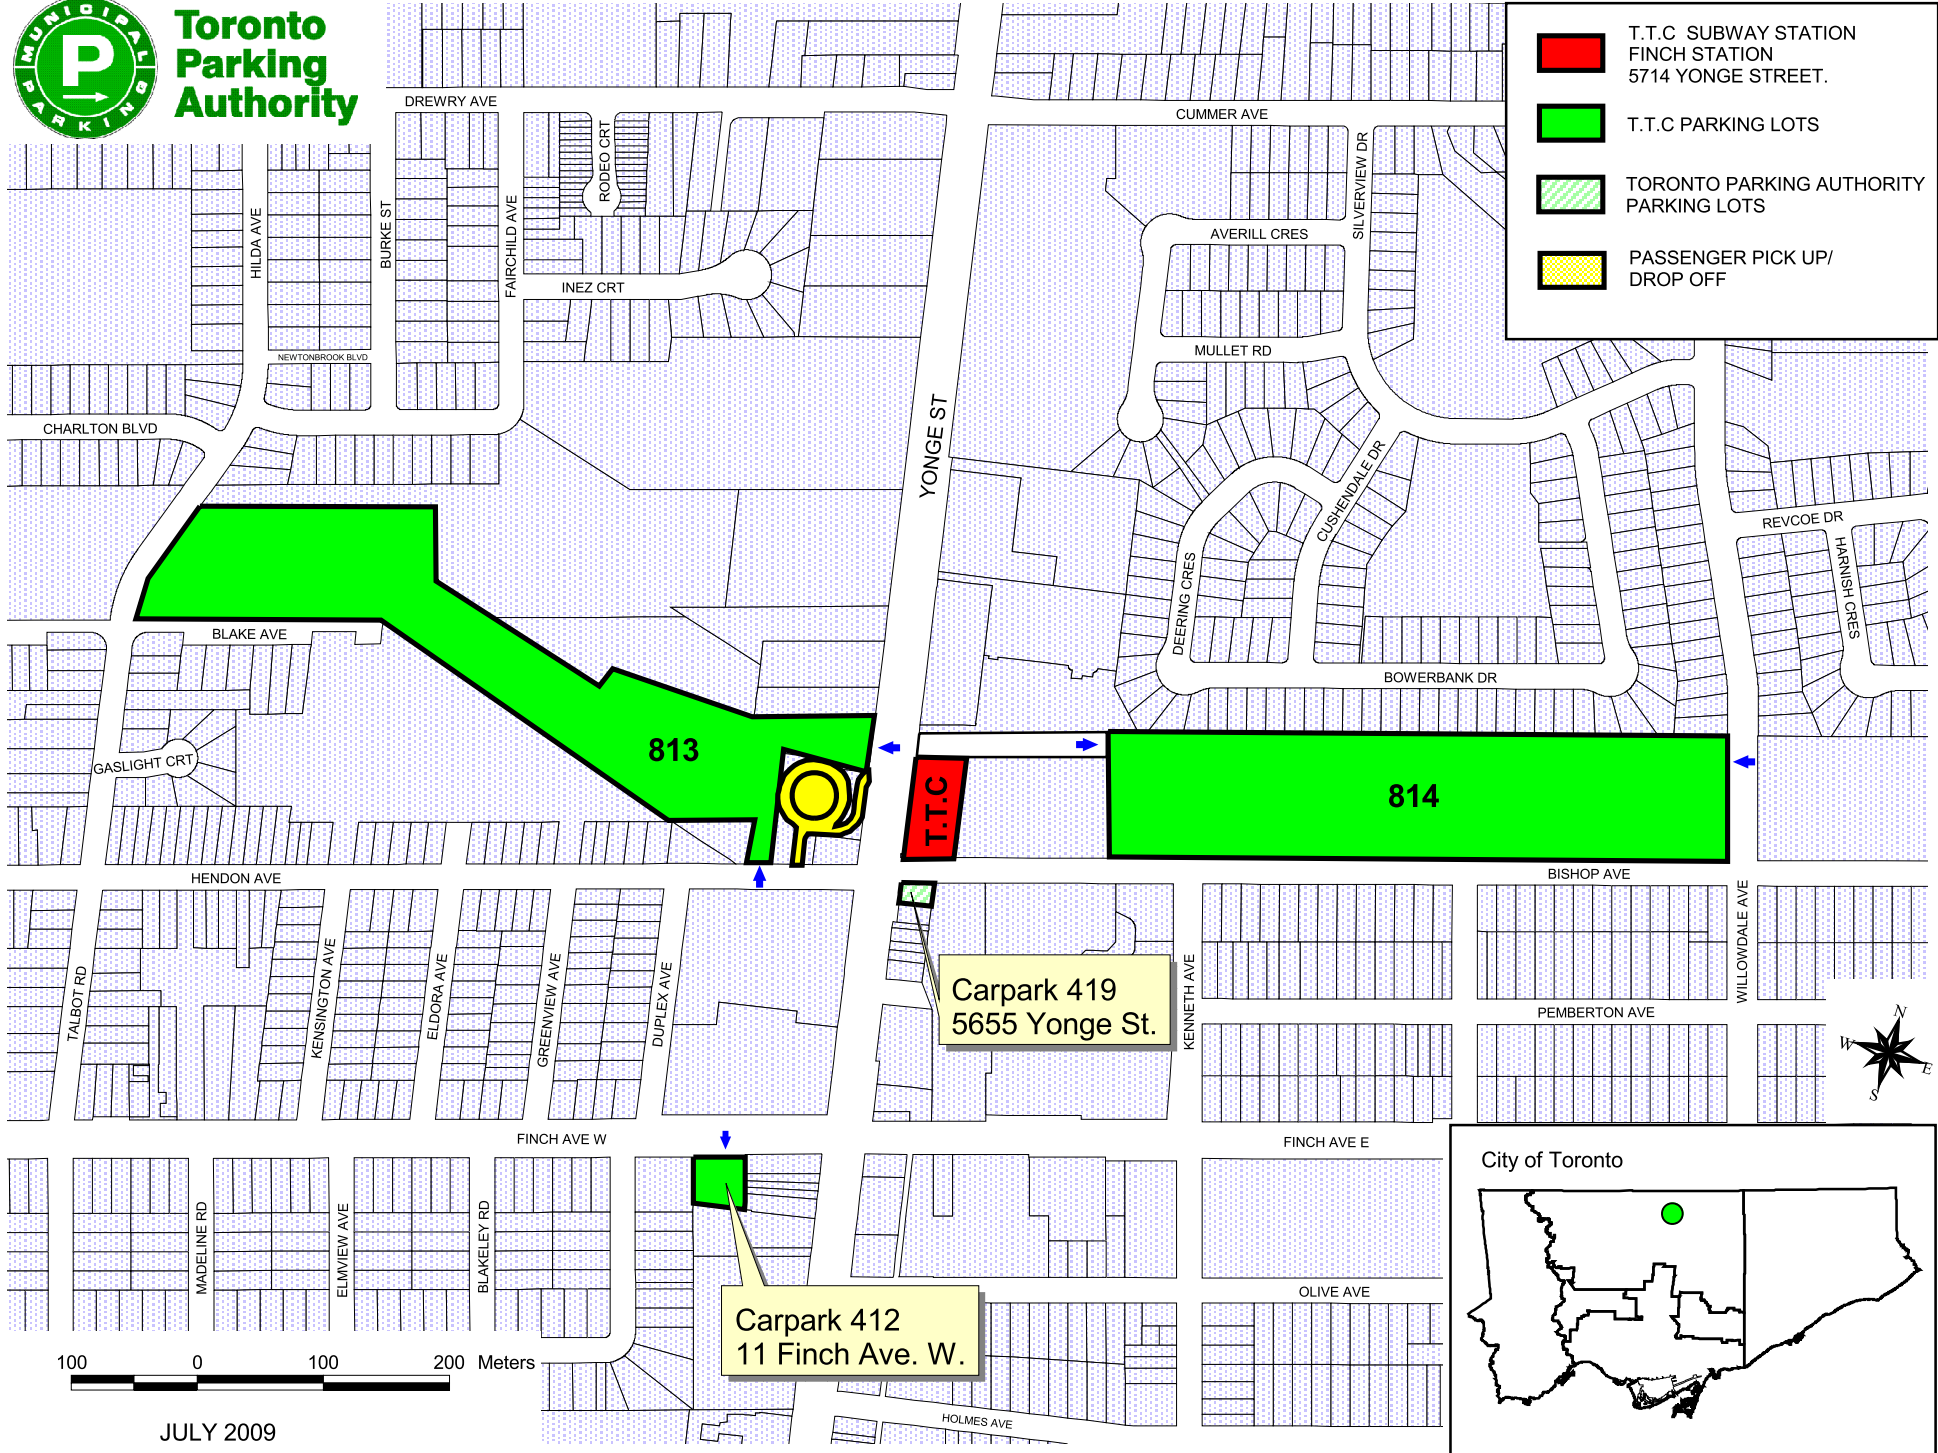 MUNICIPAL
P
PARKING
Toronto
Parking
Authority
T.T.C SUBWAY STATION
FINCH STATION
5714 YONGE STREET.
T.T.C PARKING LOTS
TORONTO PARKING AUTHORITY
PARKING LOTS
PASSENGER PICK UP/
DROP OFF
DREWRY AVE
CUMMER AVE
RODEO CRT
SILVERVIEW DR
HILDA AVE
BURKE ST
FAIRCHILD AVE
AVERILL CRES
INEZ CRT
MULLET RD
NEWTONBROOK BLVD
CHARLTON BLVD
YONGE ST
CUSHENDALE DR
REVCOE DR
HARNISH CRES
DEERING CRES
BLAKE AVE
BOWERBANK DR
813
GASLIGHT CRT
T.T.C
814
HENDON AVE
BISHOP AVE
WILLOWDALE AVE
TALBOT RD
KENSINGTON AVE
ELDORA AVE
GREENVIEW AVE
DUPLEX AVE
KENNETH AVE
Carpark 419
5655 Yonge St.
PEMBERTON AVE
N
W
E
S
FINCH AVE W
FINCH AVE E
City of Toronto
MADELINE RD
ELMVIEW AVE
BLAKELEY RD
OLIVE AVE
Carpark 412
11 Finch Ave. W.
100 0 100 200 Meters
HOLMES AVE
JULY 2009